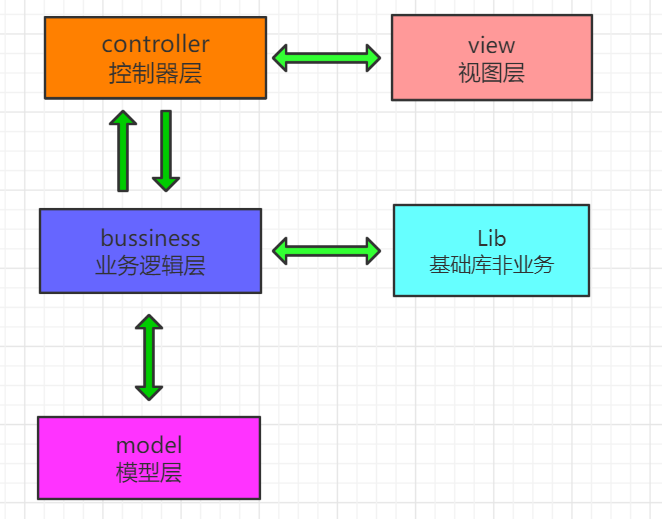 controller
控制器层
view
视图层
bussiness
业务逻辑层
Lib
基础库非业务
model
模型层